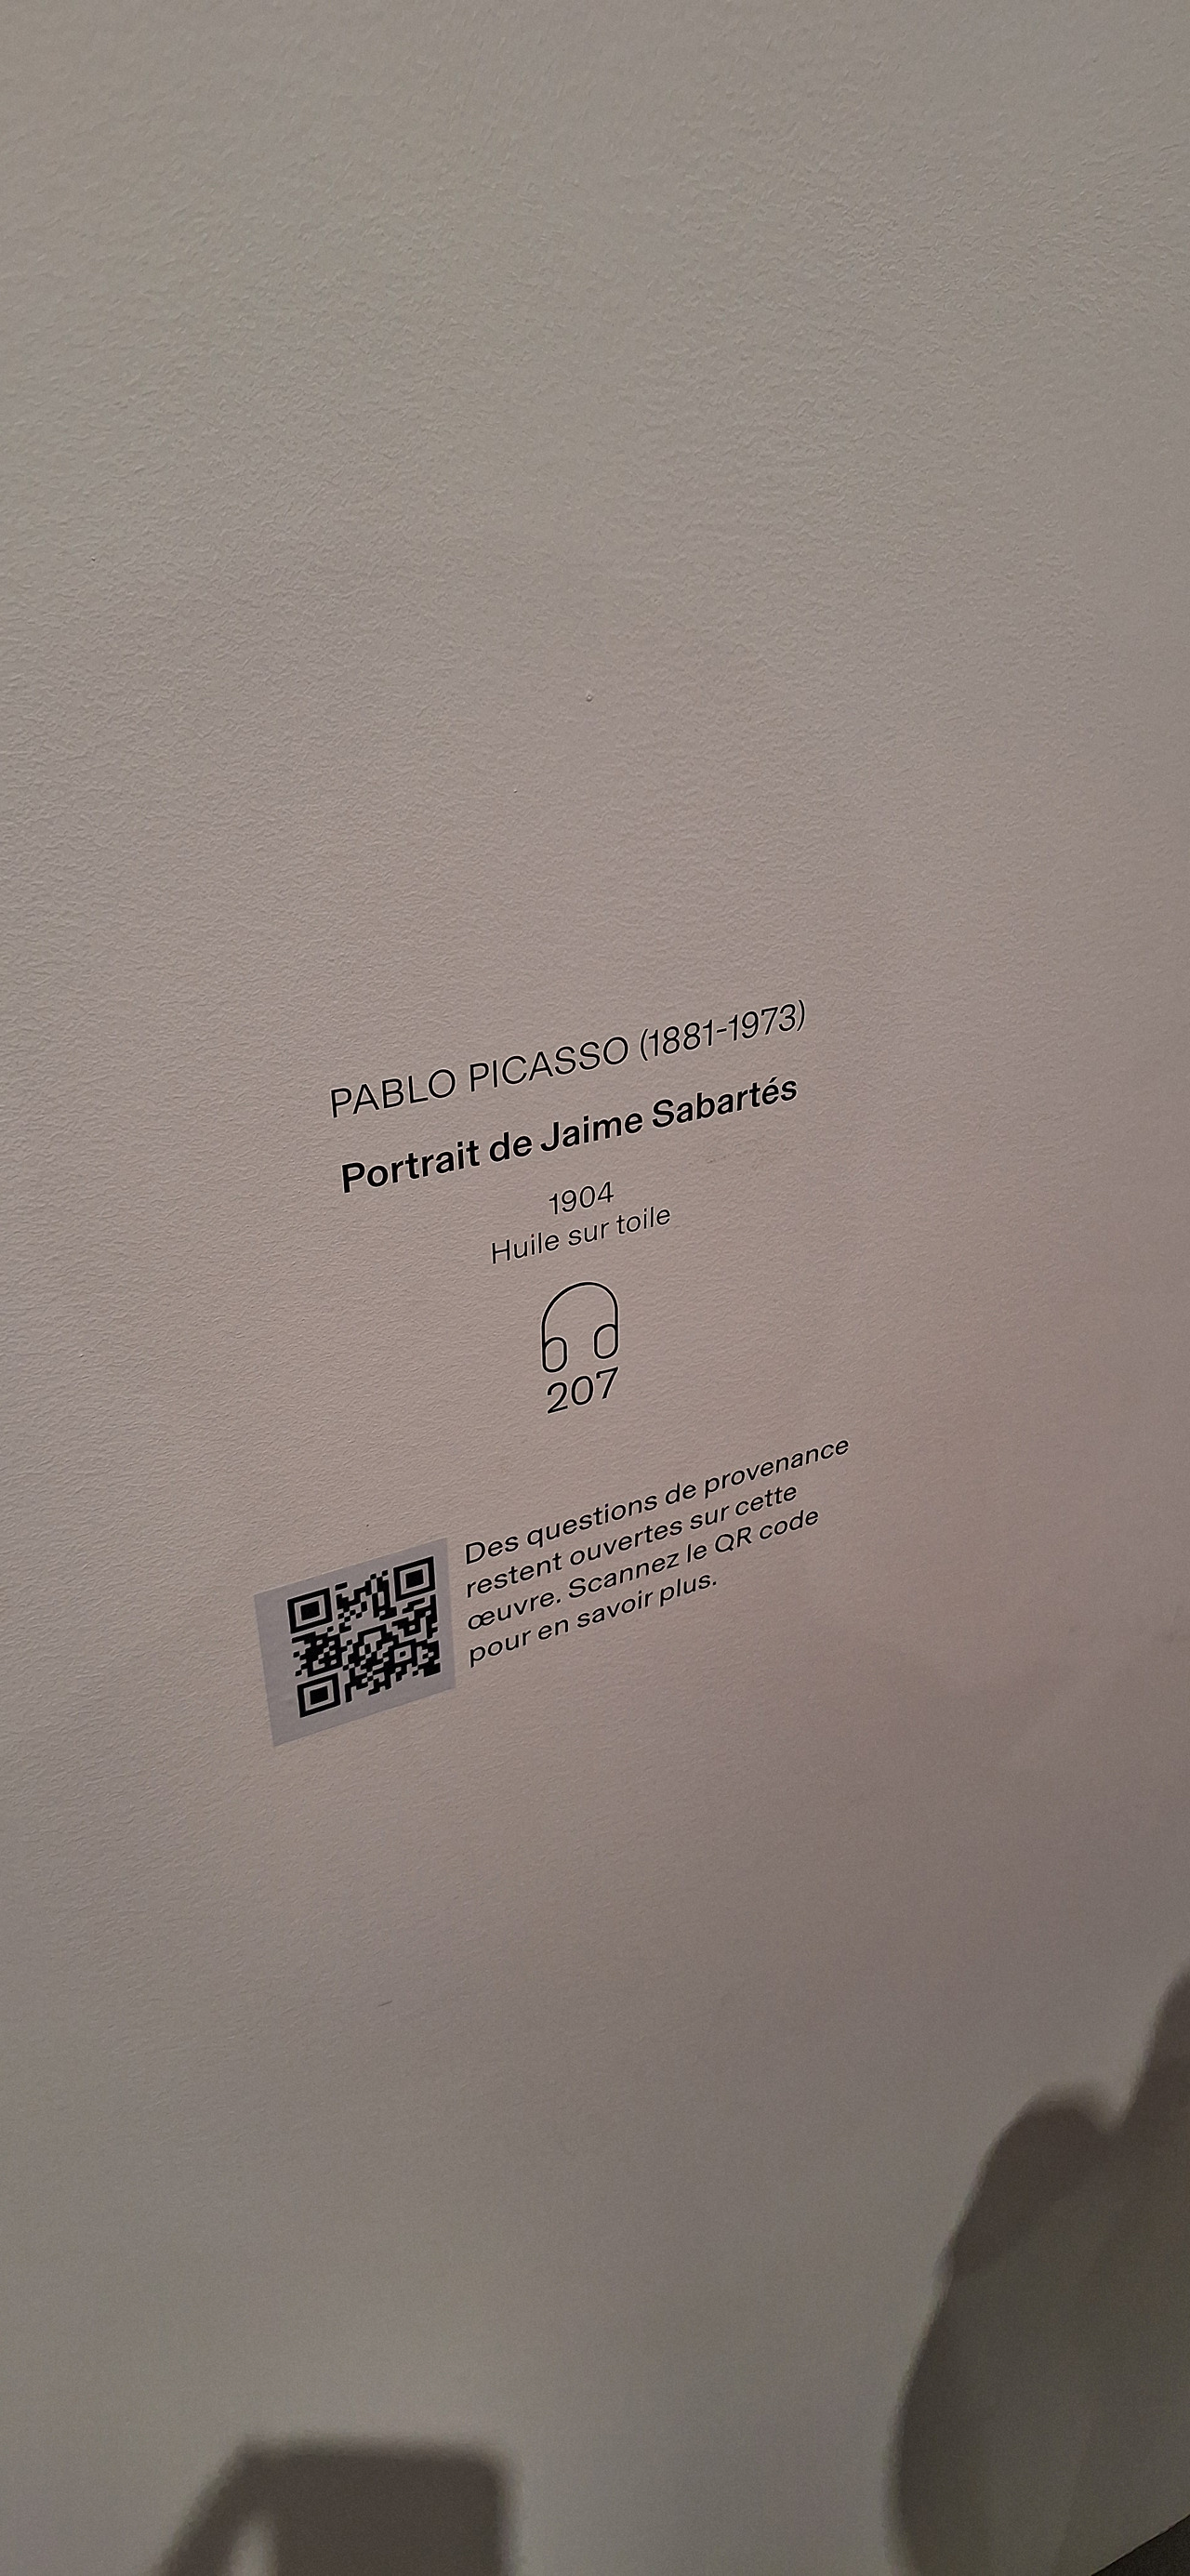 PABLO PICASSO (1881-1973)
Portrait de Jaime Sabartés
1904
Huile sur toile
207
Des questions de provenance
restent ouvertes sur cette
œuvre. Scannez le QR code
pour en savoir plus.